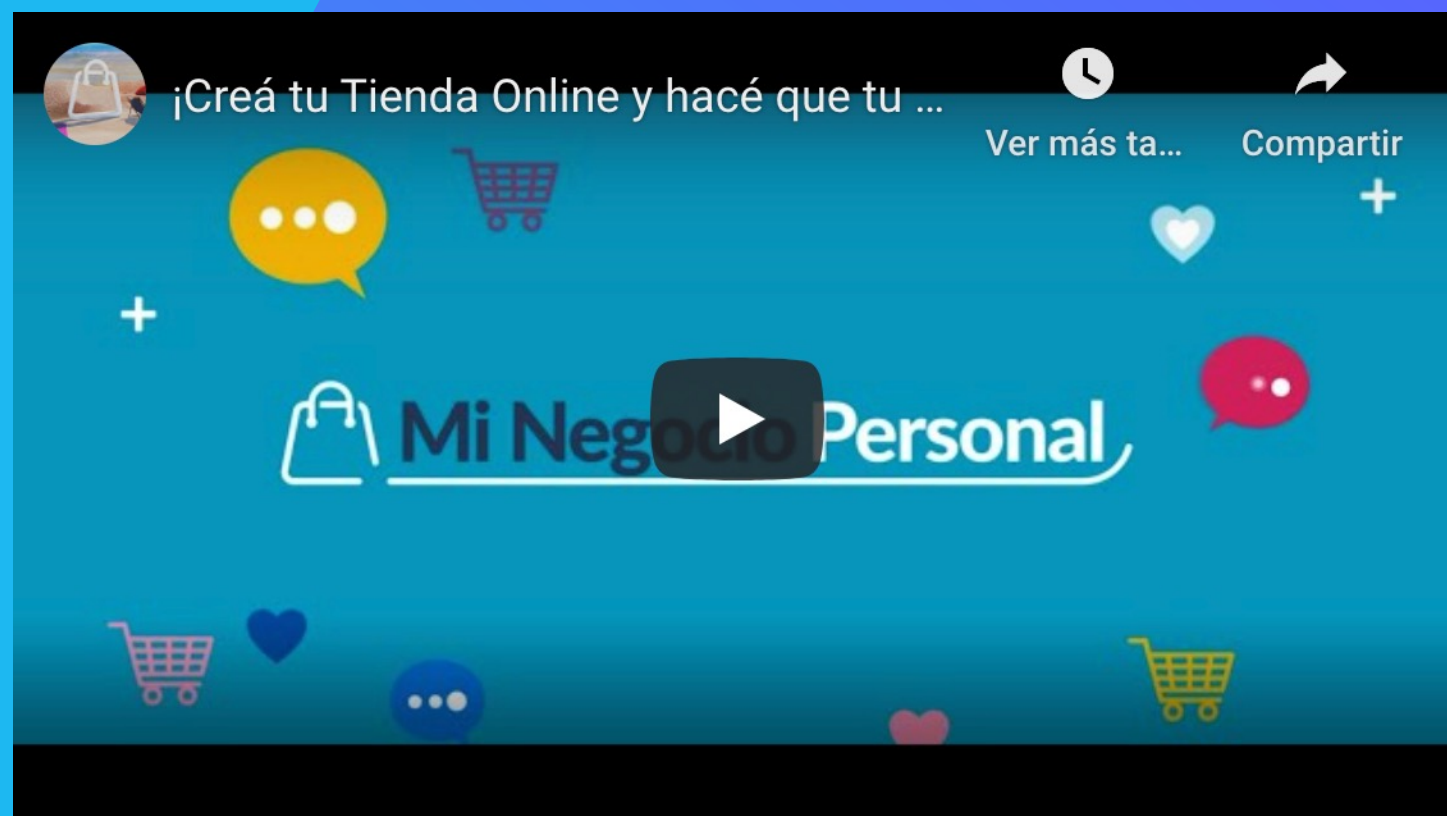 ¡Creá tu Tienda Online y hacé que tu ...
Ver más ta...
Compartir
Mi Negocio Personal